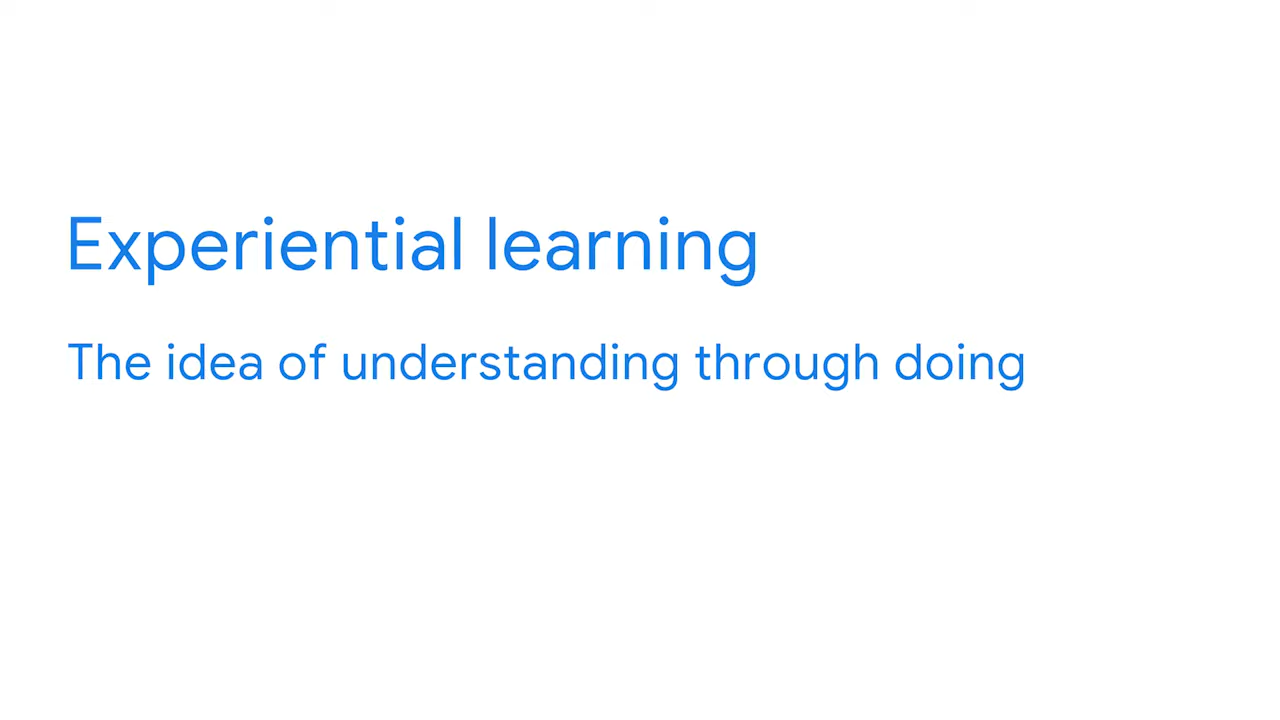 Experiential learning
The idea of understanding through doing